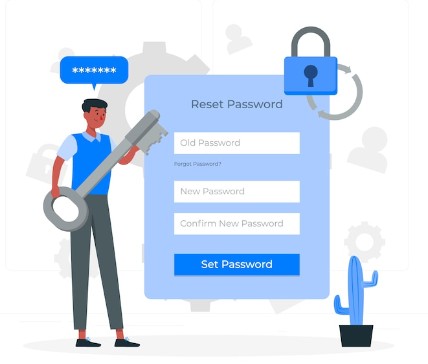 *******
Reset Password
Old Password
Forgot Password?
New Password
Confirm New Password
Set Password